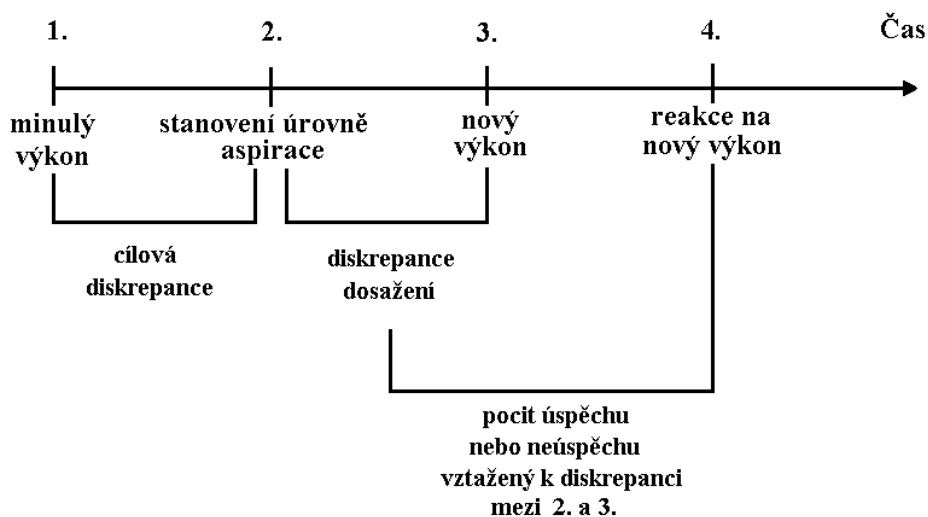 1. 2. 3. 4. Čas
minulý
výkon
stanovení úrovně
aspirace
nový
výkon
reakce na
nový výkon
cílová
diskrepance
diskrepance
dosažení
pocit úspěchu
nebo neúspěchu
vztažený k diskrepanci
mezi 2. a 3.